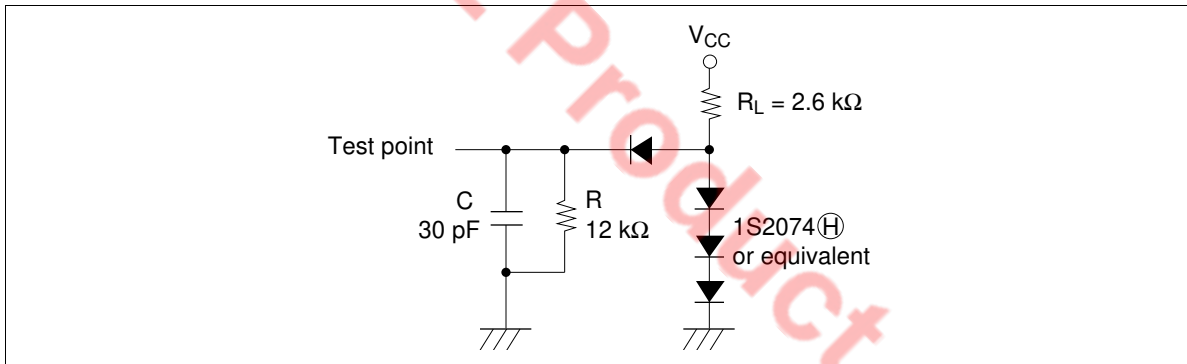 VCC
RL = 2.6 kΩ
Test point
C
30 pF
R
12 kΩ
1S2074Ⓗ
or equivalent
Product